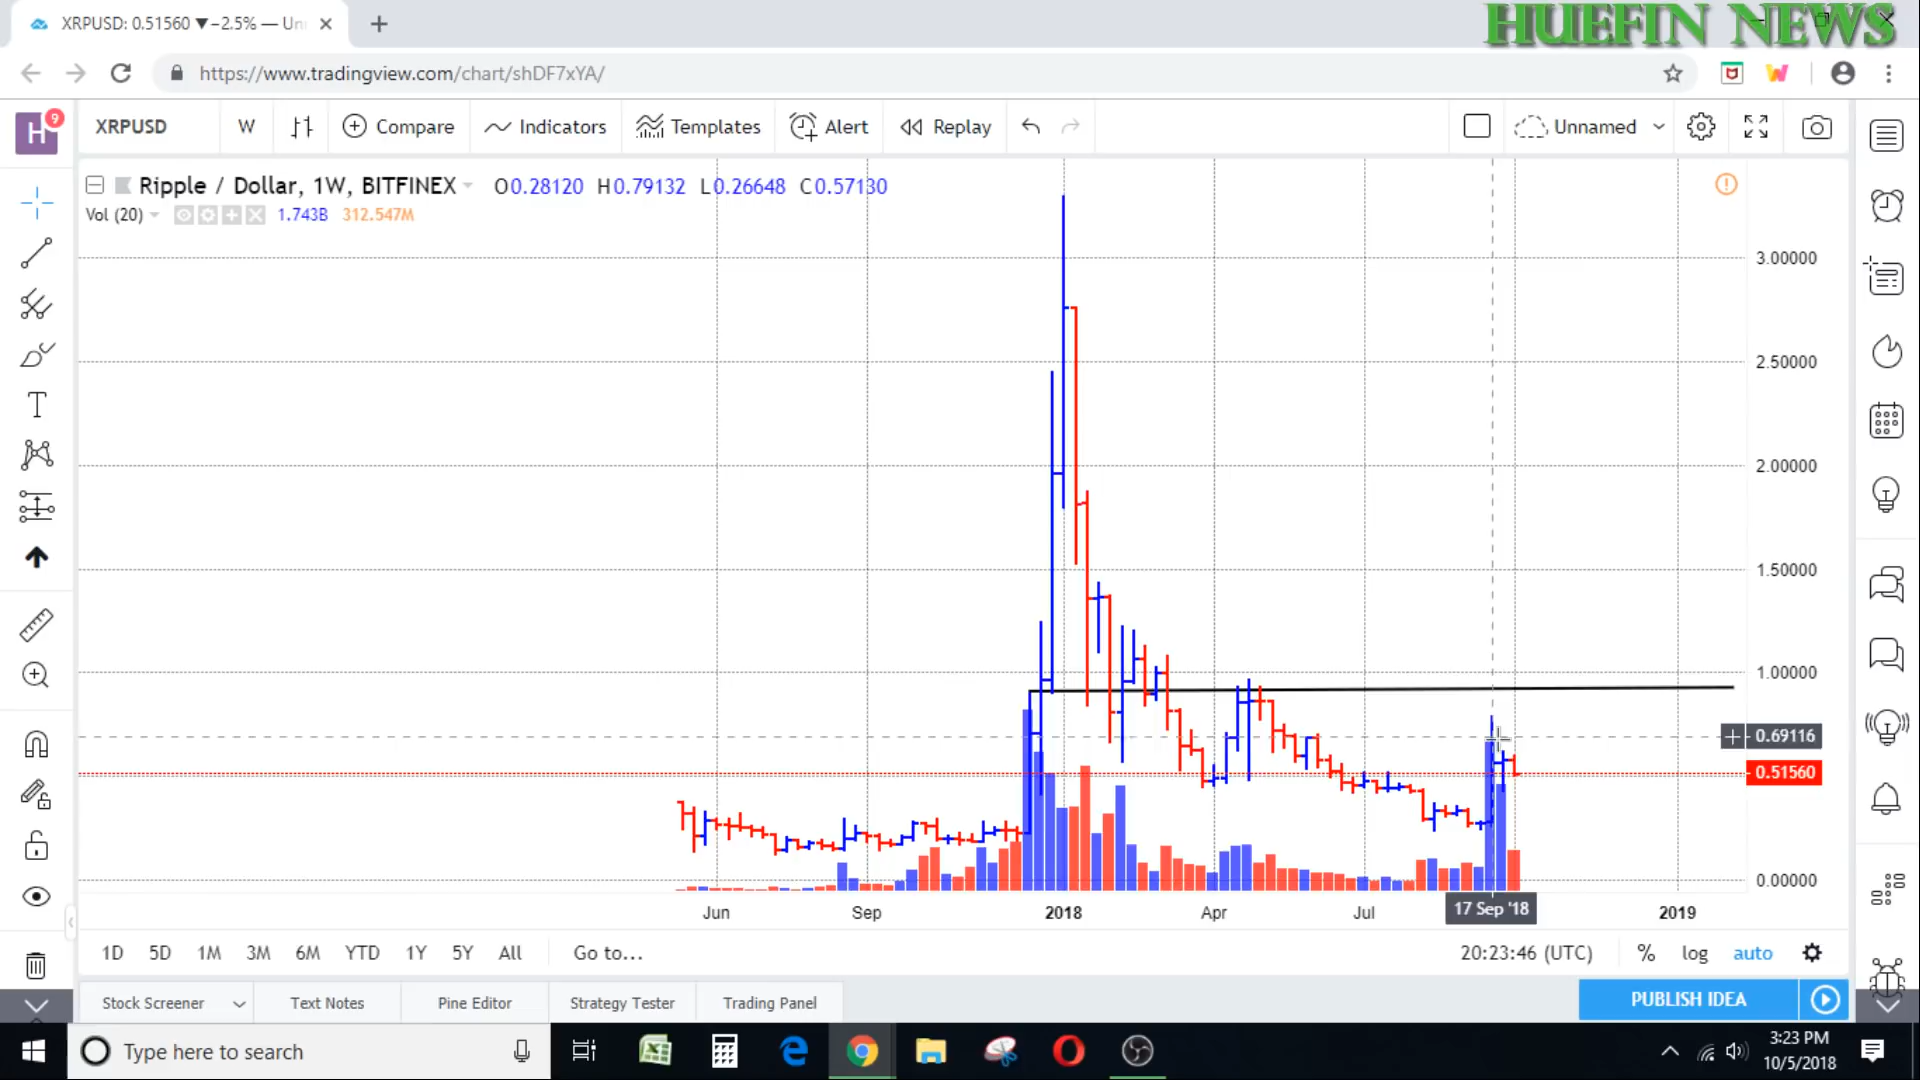 XRPUSD: 0.51560 ▼−2.5% — Un
HUEFIN NEWS
https://www.tradingview.com/chart/shDF7xYA/
H
9
XRPUSD
W
Compare
Indicators
Templates
Alert
Replay
Unnamed
Ripple / Dollar, 1W, BITFINEX O0.28120 H0.79132 L0.26648 C0.57130
Vol (20) 1.743B 312.547M
3.00000
2.50000
2.00000
1.50000
1.00000
0.69116
0.51560
0.00000
Jun
Sep
2018
Apr
Jul
17 Sep '18
2019
1D 5D 1M 3M 6M YTD 1Y 5Y All Go to...
20:23:46 (UTC) % log auto
Stock Screener
Text Notes
Pine Editor
Strategy Tester
Trading Panel
PUBLISH IDEA
Type here to search
3:23 PM
10/5/2018